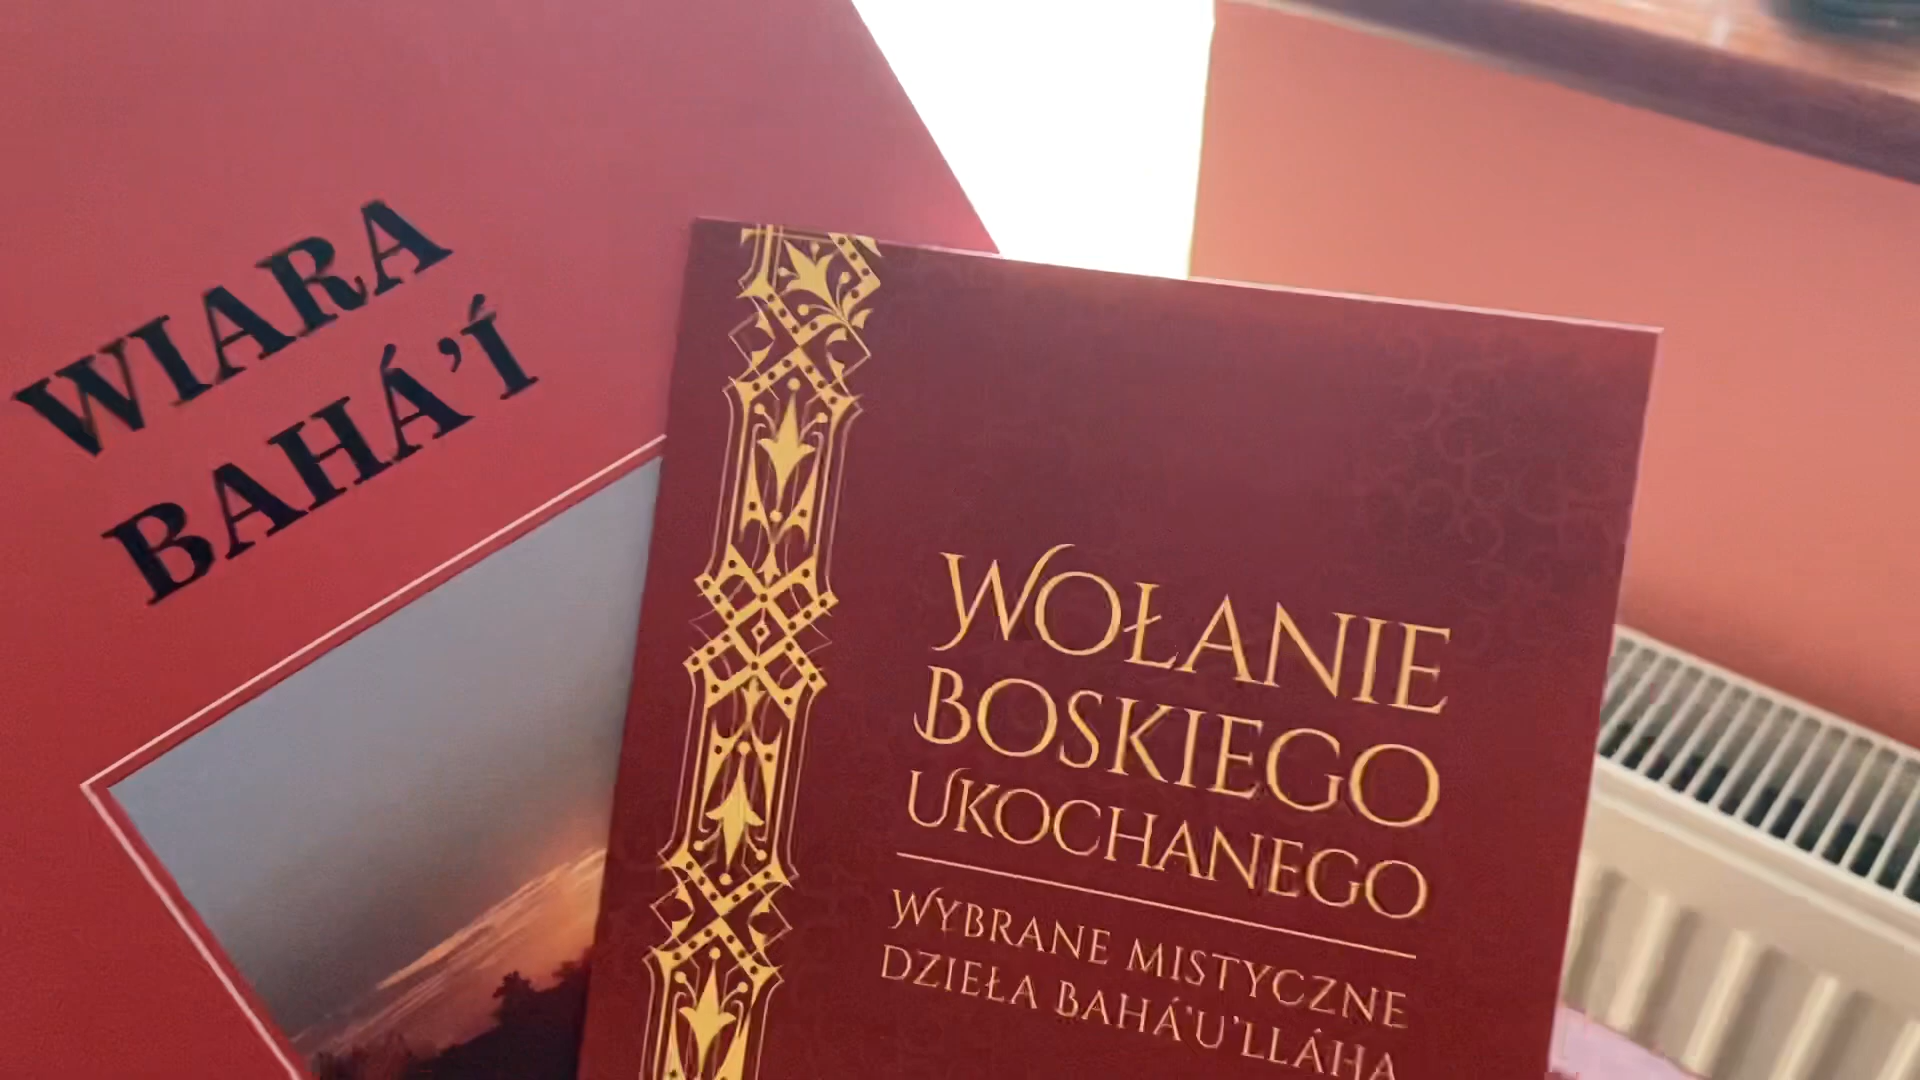 WIARA
BAHÁ’Í
WOŁANIE
BOSKIEGO
UKOCHANEGO
WYBRANE MISTYCZNE
DZIEŁA BAHÁ’U’LLÁHA